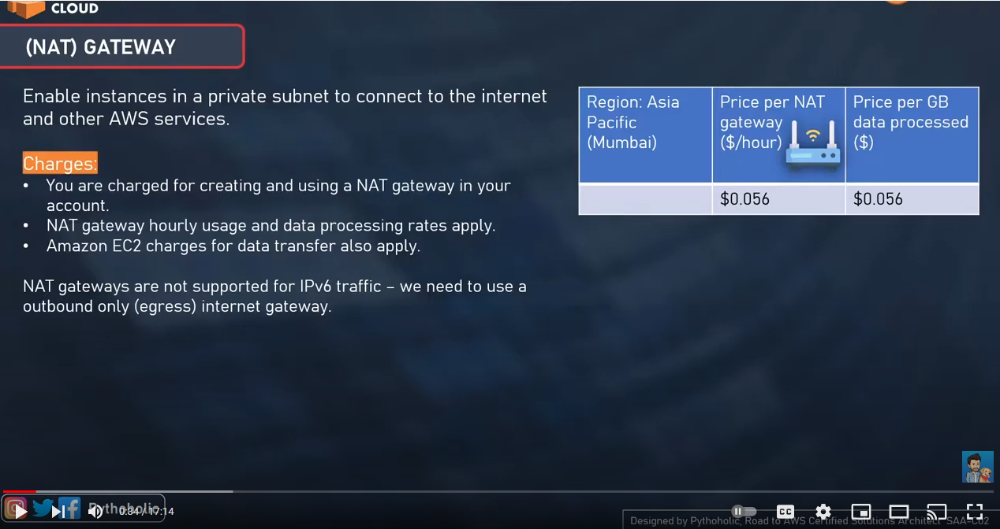 CLOUD
(NAT) GATEWAY
Enable instances in a private subnet to connect to the internet
and other AWS services.
Charges:
• You are charged for creating and using a NAT gateway in your
account.
• NAT gateway hourly usage and data processing rates apply.
• Amazon EC2 charges for data transfer also apply.
NAT gateways are not supported for IPv6 traffic – we need to use a
outbound only (egress) internet gateway.
Region: Asia
Pacific
(Mumbai)
Price per NAT
gateway
($/hour)
Price per GB
data processed
($)
$0.056
$0.056
Pythoholic
0:34 / 17:14
CC
Designed by Pythoholic, Road to AWS Certified Solutions Architect SAA-C02